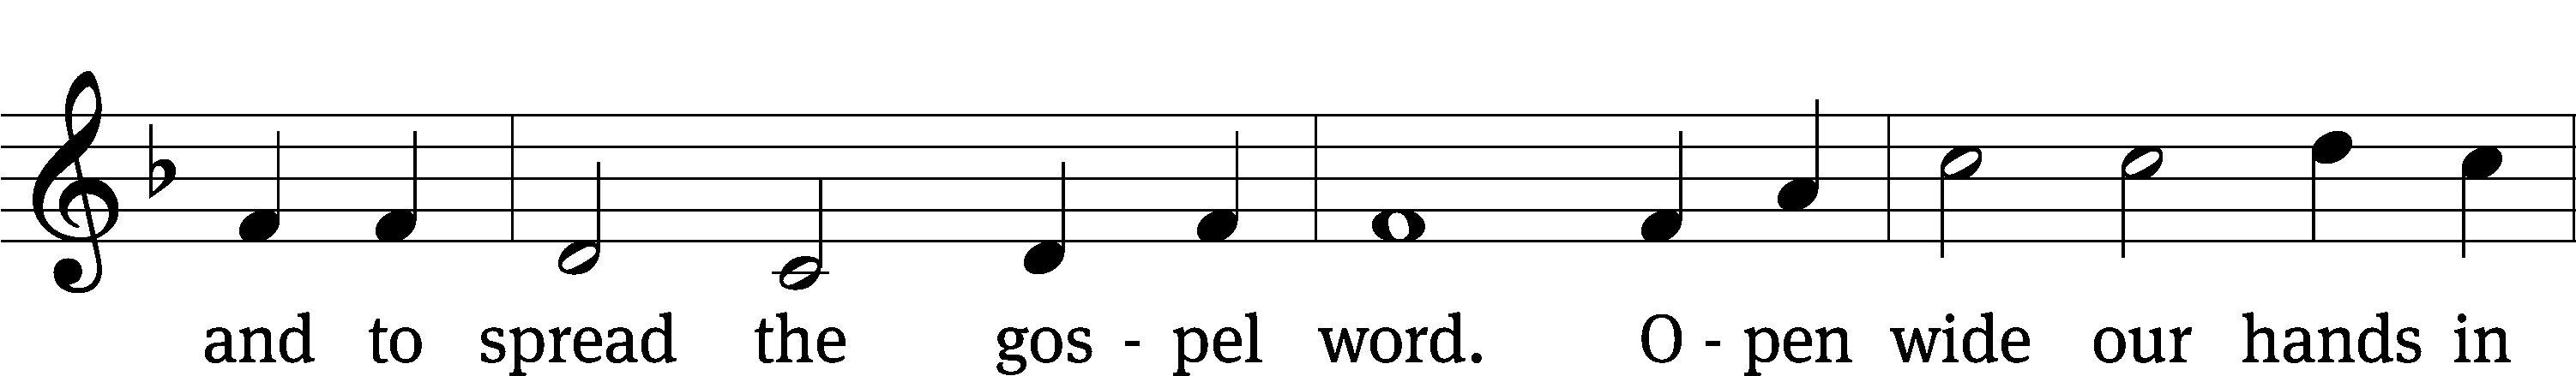 and to spread the gos - pel word. O - pen wide our hands in